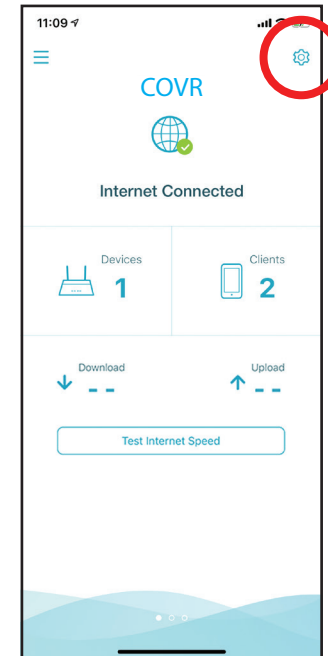 11:09
COVR
Internet Connected
Devices
1
Clients
2
Download
- -
Upload
- -
Test Internet Speed